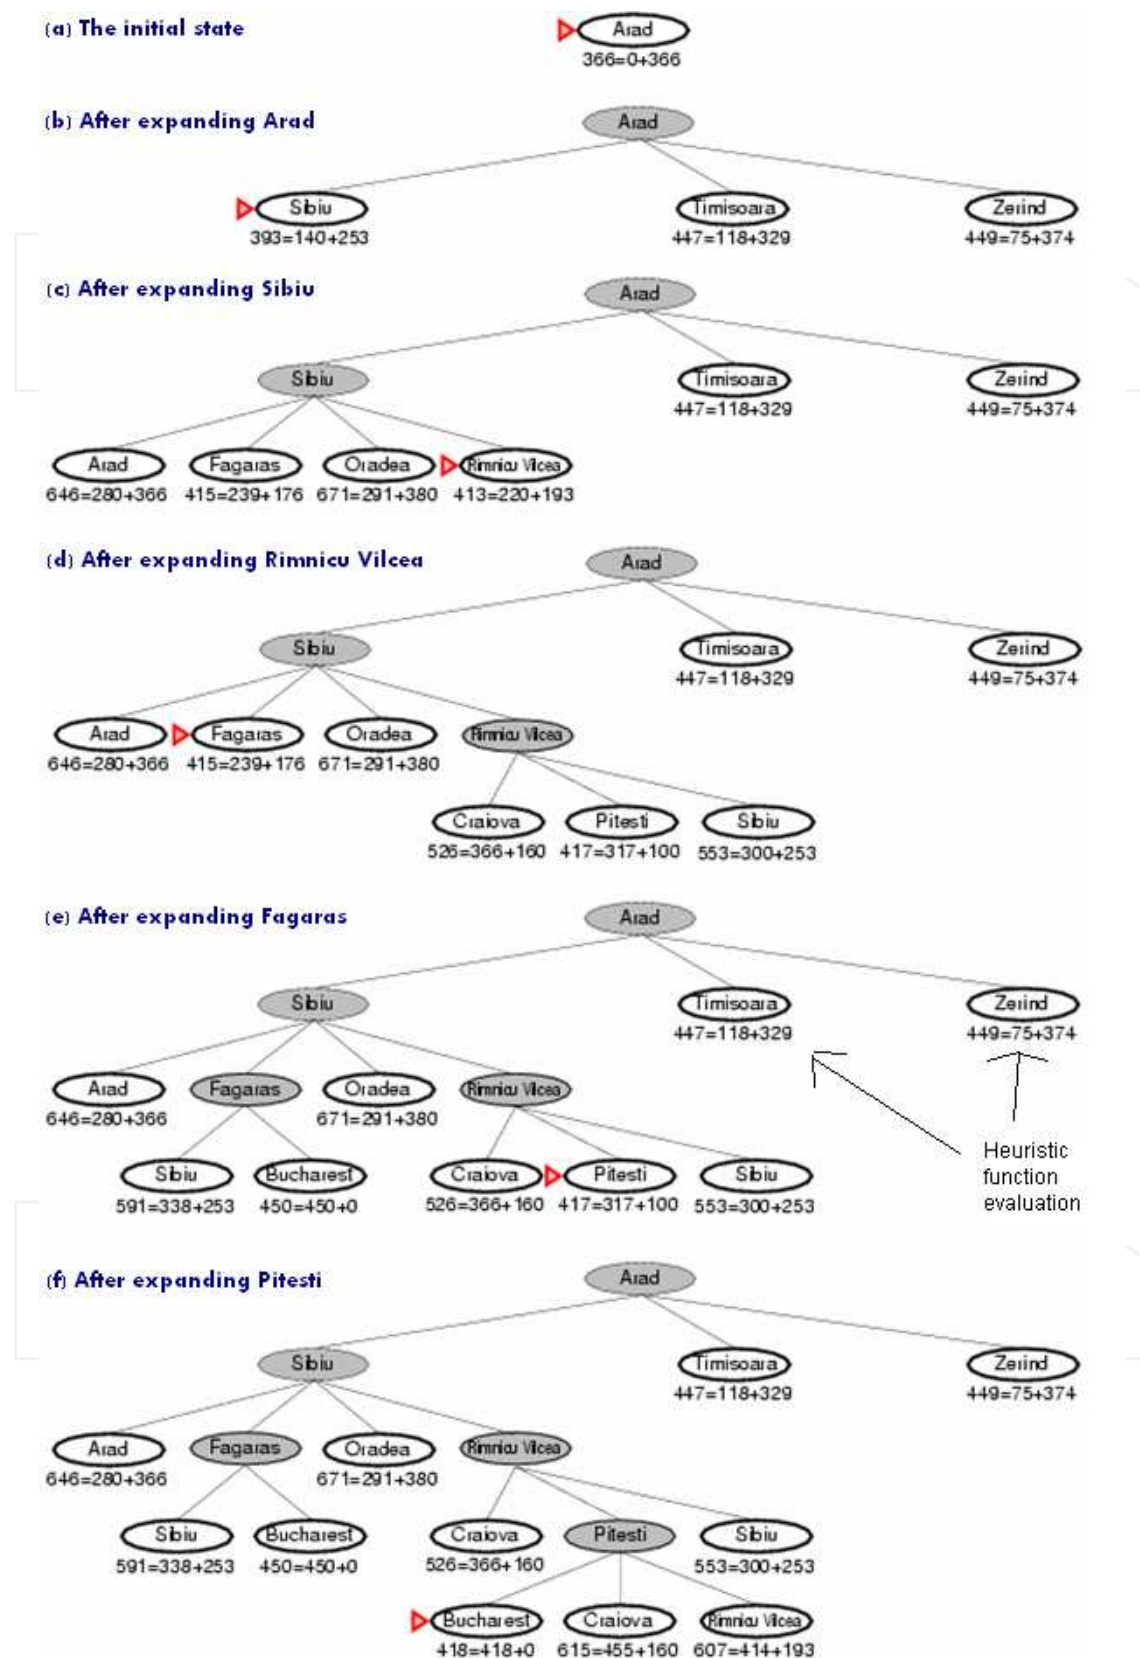 (a) The initial state
Arad
366=0+366
(b) After expanding Arad
Arad
Sibiu Timisoara Zerind
393=140+253 447=118+329 449=75+374
(c) After expanding Sibiu
Arad
Sibiu Timisoara Zerind
447=118+329 449=75+374
Arad Fagaras Oradea Rimnicu Vilcea
646=280+366 415=239+176 671=291+380 413=220+193
(d) After expanding Rimnicu Vilcea
Arad
Sibiu Timisoara Zerind
447=118+329 449=75+374
Arad Fagaras Oradea Rimnicu Vilcea
646=280+366 415=239+176 671=291+380
Craiova Pitesti Sibiu
526=366+160 417=317+100 553=300+253
(e) After expanding Fagaras
Arad
Sibiu Timisoara Zerind
447=118+329 449=75+374
Arad Fagaras Oradea Rimnicu Vilcea
646=280+366 671=291+380
Sibiu Bucharest Craiova Pitesti Sibiu
591=338+253 450=450+0 526=366+160 417=317+100 553=300+253
Heuristic
function
evaluation
(f) After expanding Pitesti
Arad
Sibiu Timisoara Zerind
447=118+329 449=75+374
Arad Fagaras Oradea Rimnicu Vilcea
646=280+366 671=291+380
Sibiu Bucharest Craiova Pitesti Sibiu
591=338+253 450=450+0 526=366+160 553=300+253
Bucharest Craiova Rimnicu Vilcea
418=418+0 615=455+160 607=414+193